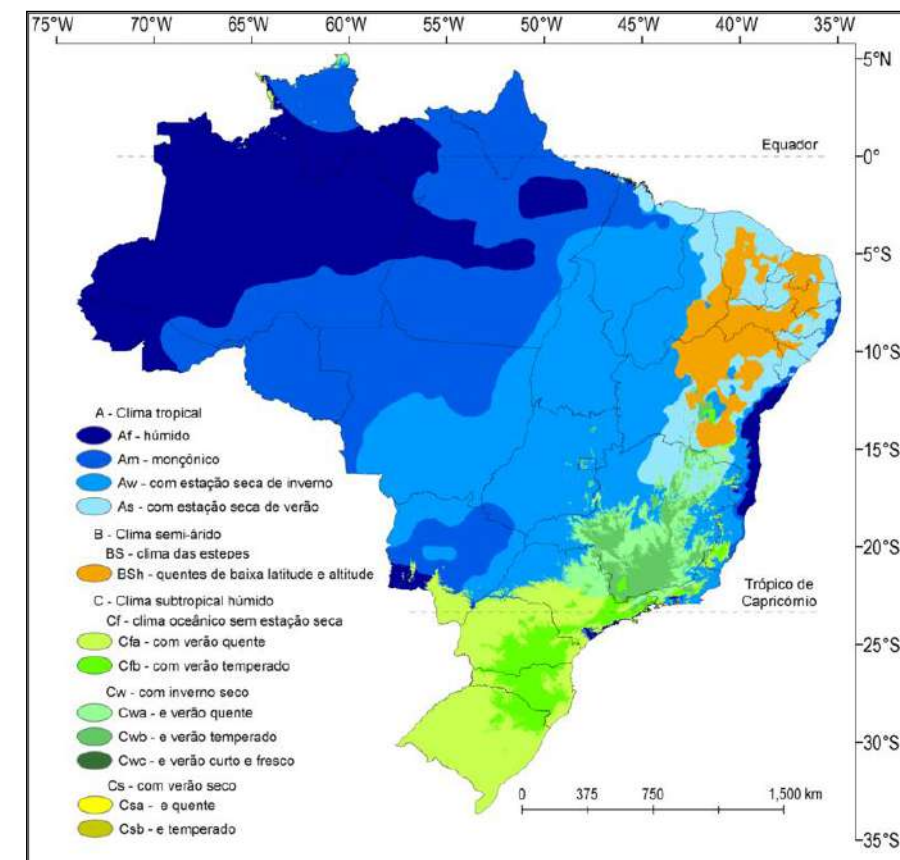 75°W 70°W 65°W 60°W 55°W 50°W 45°W 40°W 35°W
5°N
Equador
0°
5°S
10°S
A - Clima tropical
Af - húmido
Am - monçônico
15°S
Aw - com estação seca de inverno
As - com estação seca de verão
B - Clima semi-árido
BS - clima das estepes
20°S
BSh - quentes de baixa latitude e altitude
Trópico de
Capricórnio
C - Clima subtropical húmido
Cf - clima oceânico sem estação seca
Cfa - com verão quente
25°S
Cfb - com verão temperado
Cw - com inverno seco
Cwa - e verão quente
Cwb - e verão temperado
30°S
Cwc - e verão curto e fresco
Cs - com verão seco
0 375 750 1,500 km
Csa - e quente
Csb - e temperado
35°S